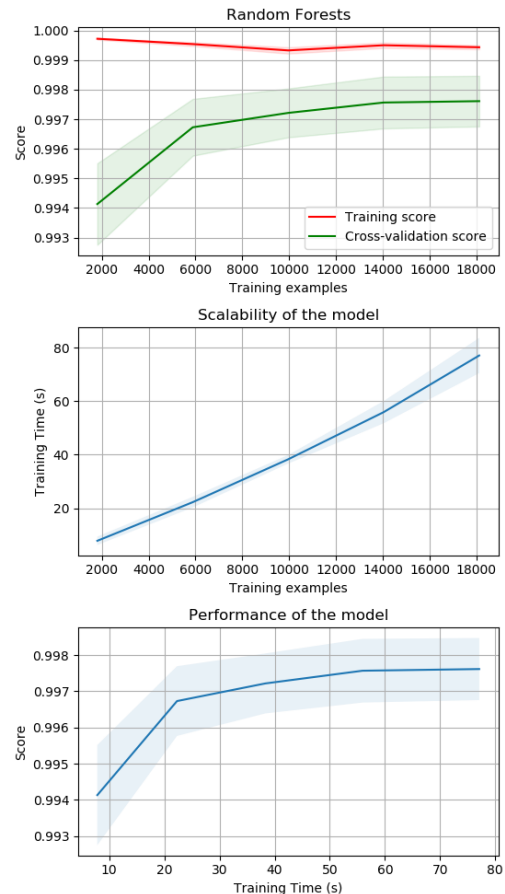 Random Forests
1.000
0.999
0.998
0.997
0.996
0.995
0.994
0.993
Score
Training score
Cross-validation score
2000 4000 6000 8000 10000 12000 14000 16000 18000
Training examples
Scalability of the model
80
60
40
20
Training Time (s)
2000 4000 6000 8000 10000 12000 14000 16000 18000
Training examples
Performance of the model
0.998
0.997
0.996
0.995
0.994
0.993
Score
10 20 30 40 50 60 70 80
Training Time (s)